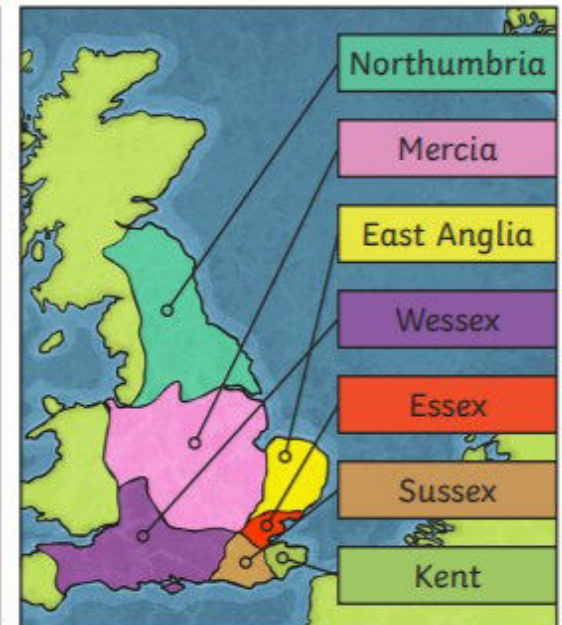 Northumbria
Mercia
East Anglia
Wessex
Essex
Sussex
Kent